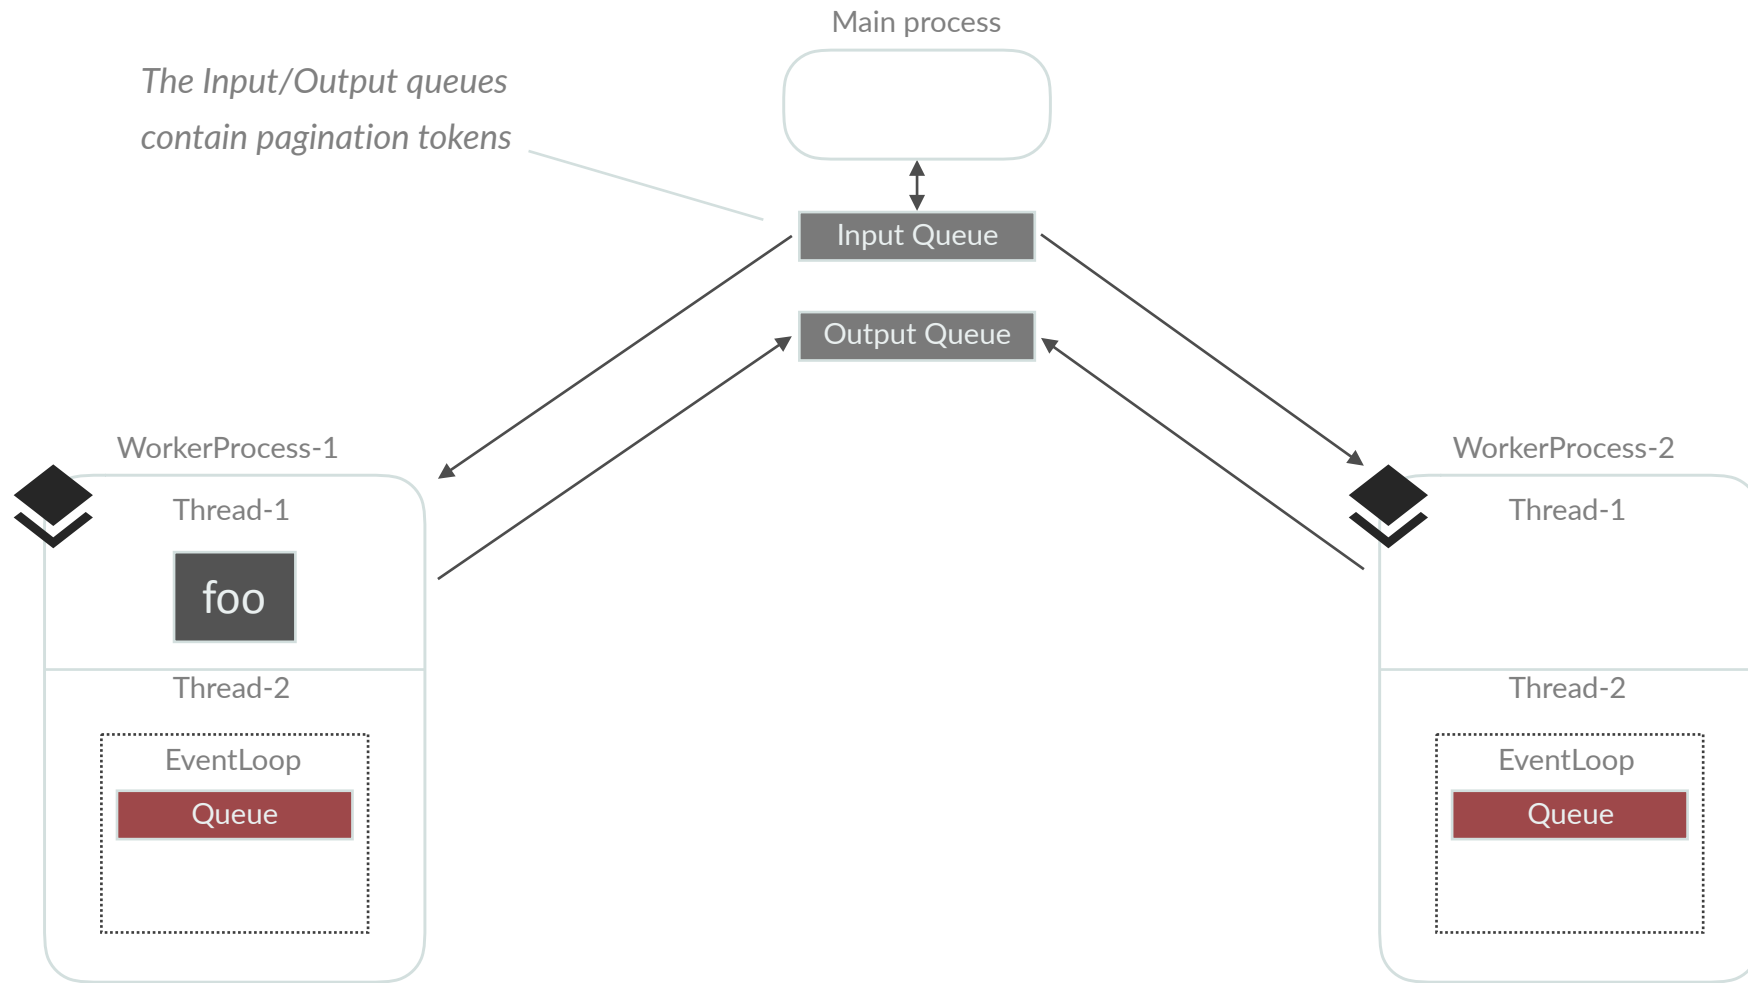 Main process
The Input/Output queues
contain pagination tokens
Input Queue
Output Queue
WorkerProcess-1
Thread-1
foo
Thread-2
EventLoop
Queue
WorkerProcess-2
Thread-1
Thread-2
EventLoop
Queue